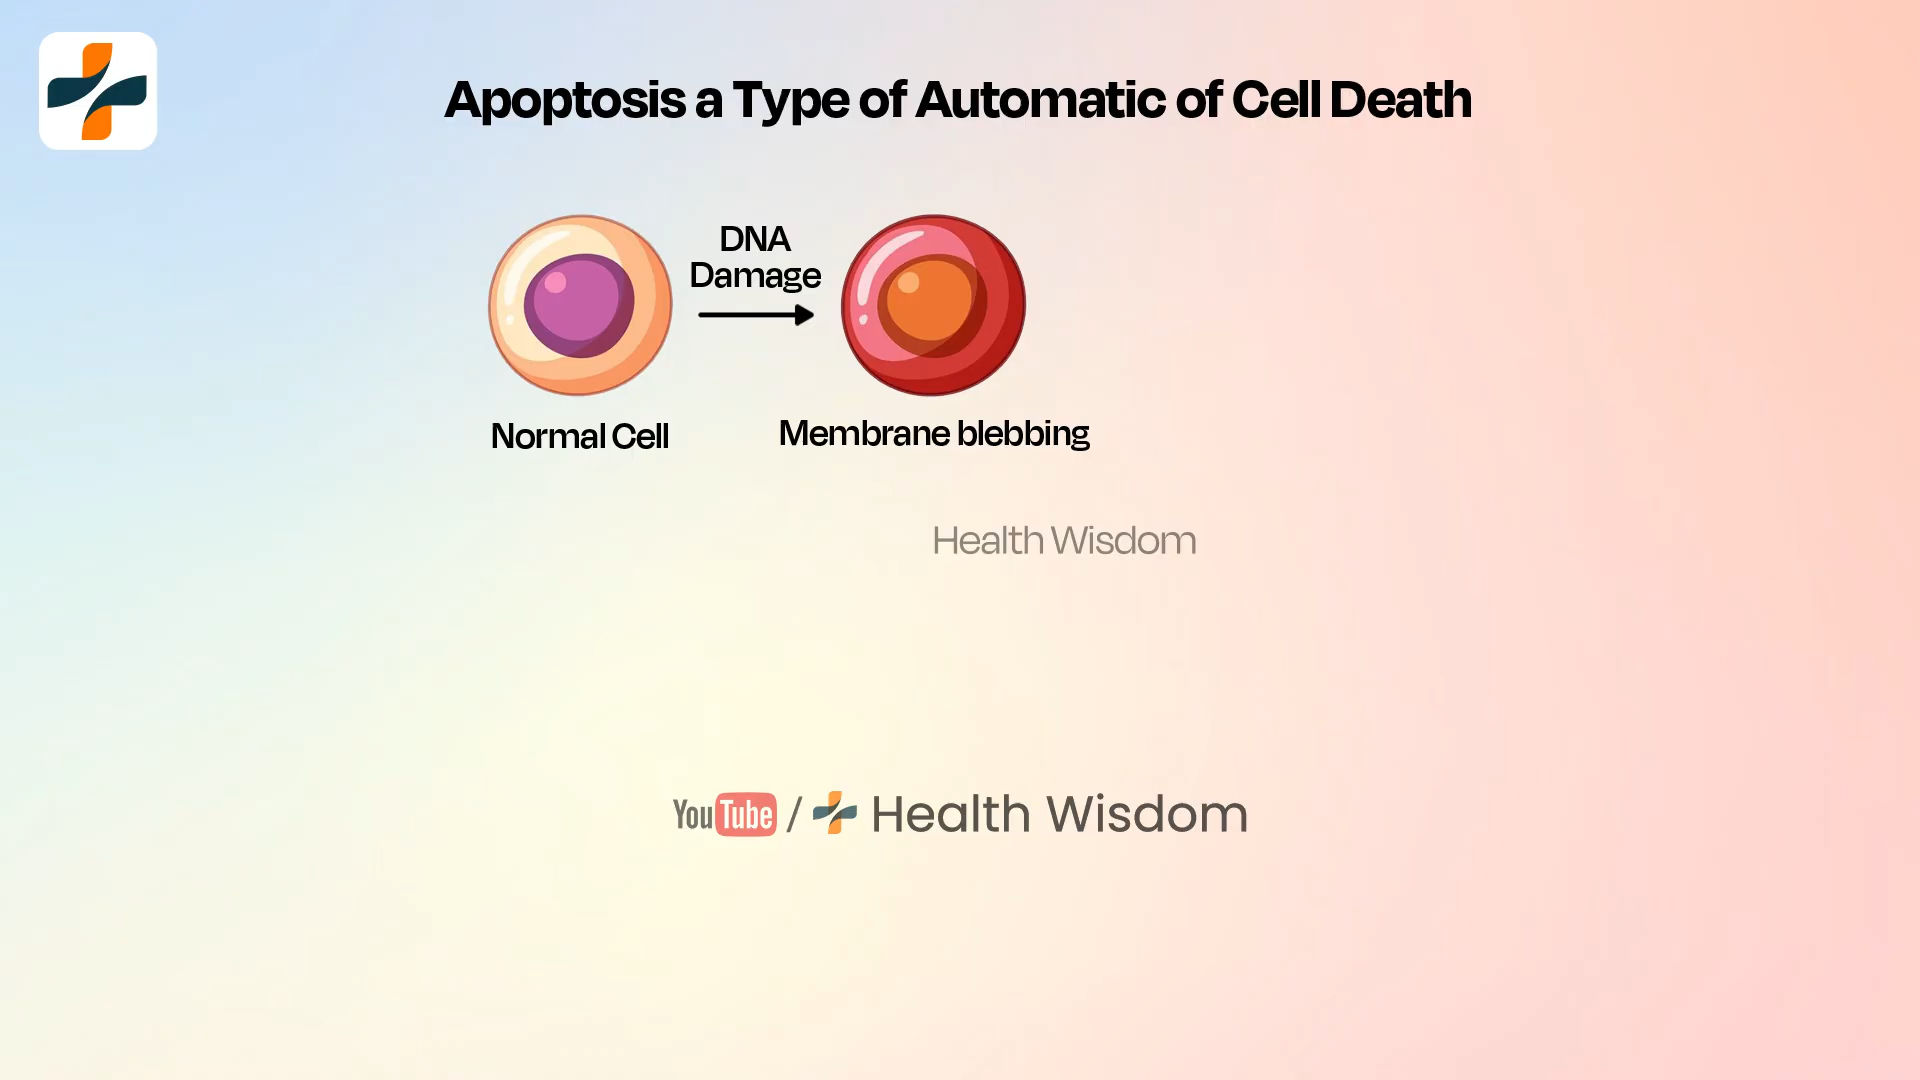 Apoptosis a Type of Automatic of Cell Death
DNA
Damage
Normal Cell
Membrane blebbing
Health Wisdom
YouTube / Health Wisdom